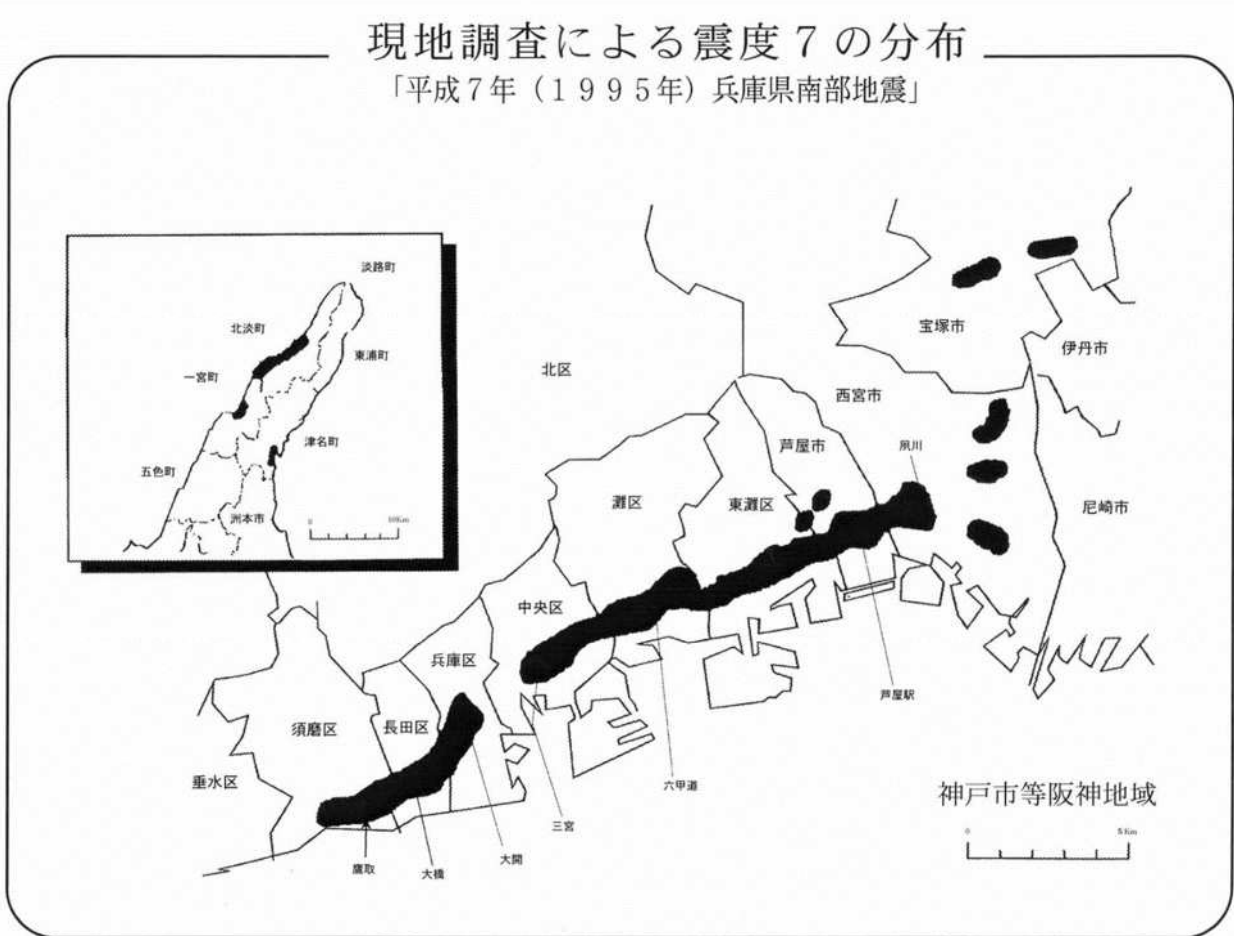 現地調査による震度７の分布
「平成７年（１９９５年）兵庫県南部地震」
淡路町
北淡町
東浦町
一宮町
津名町
五色町
洲本市
0
10Km
北区
宝塚市
伊丹市
西宮市
芦屋市
夙川
灘区
東灘区
尼崎市
中央区
兵庫区
須磨区
長田区
垂水区
芦屋駅
六甲道
三宮
大開
大橋
鷹取
神戸市等阪神地域
0
5Km